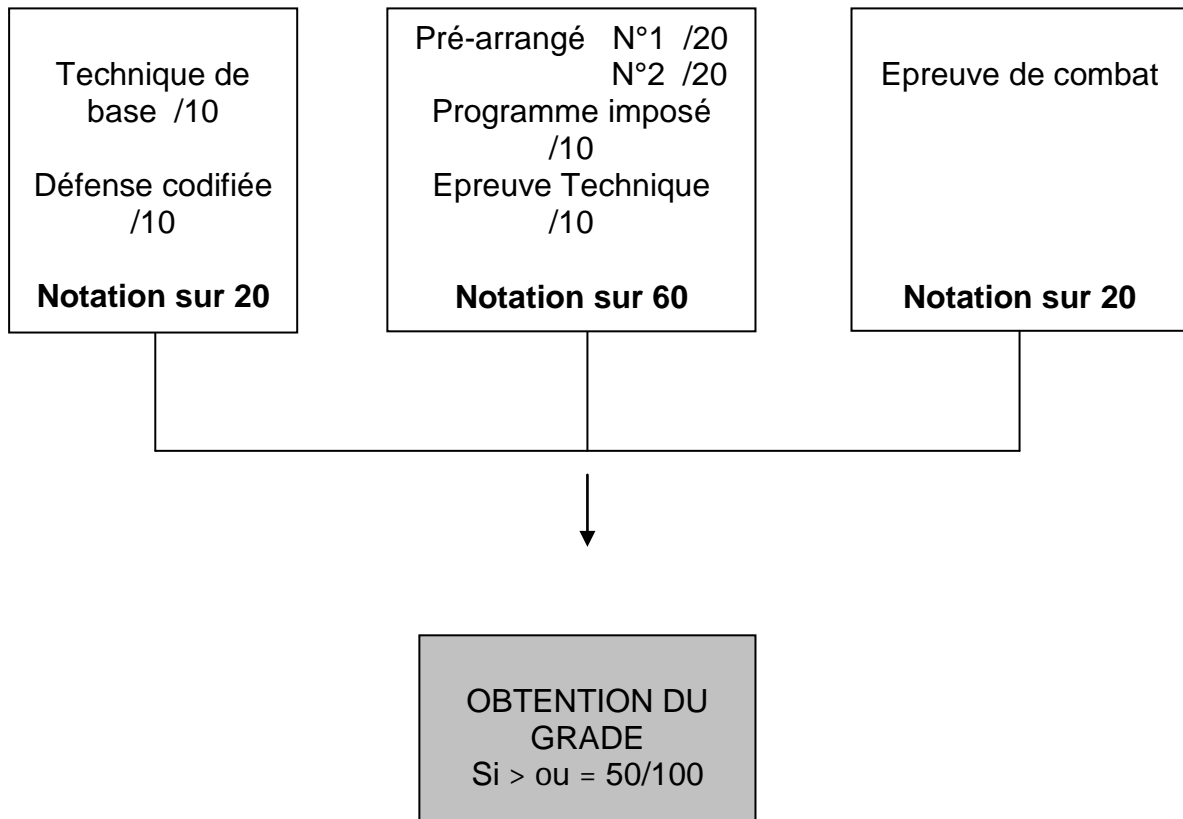 Technique de
base /10
Défense codifiée
/10
Notation sur 20
Pré-arrangé N°1 /20
N°2 /20
Programme imposé
/10
Epreuve Technique
/10
Notation sur 60
Epreuve de combat
Notation sur 20
OBTENTION DU
GRADE
Si > ou = 50/100